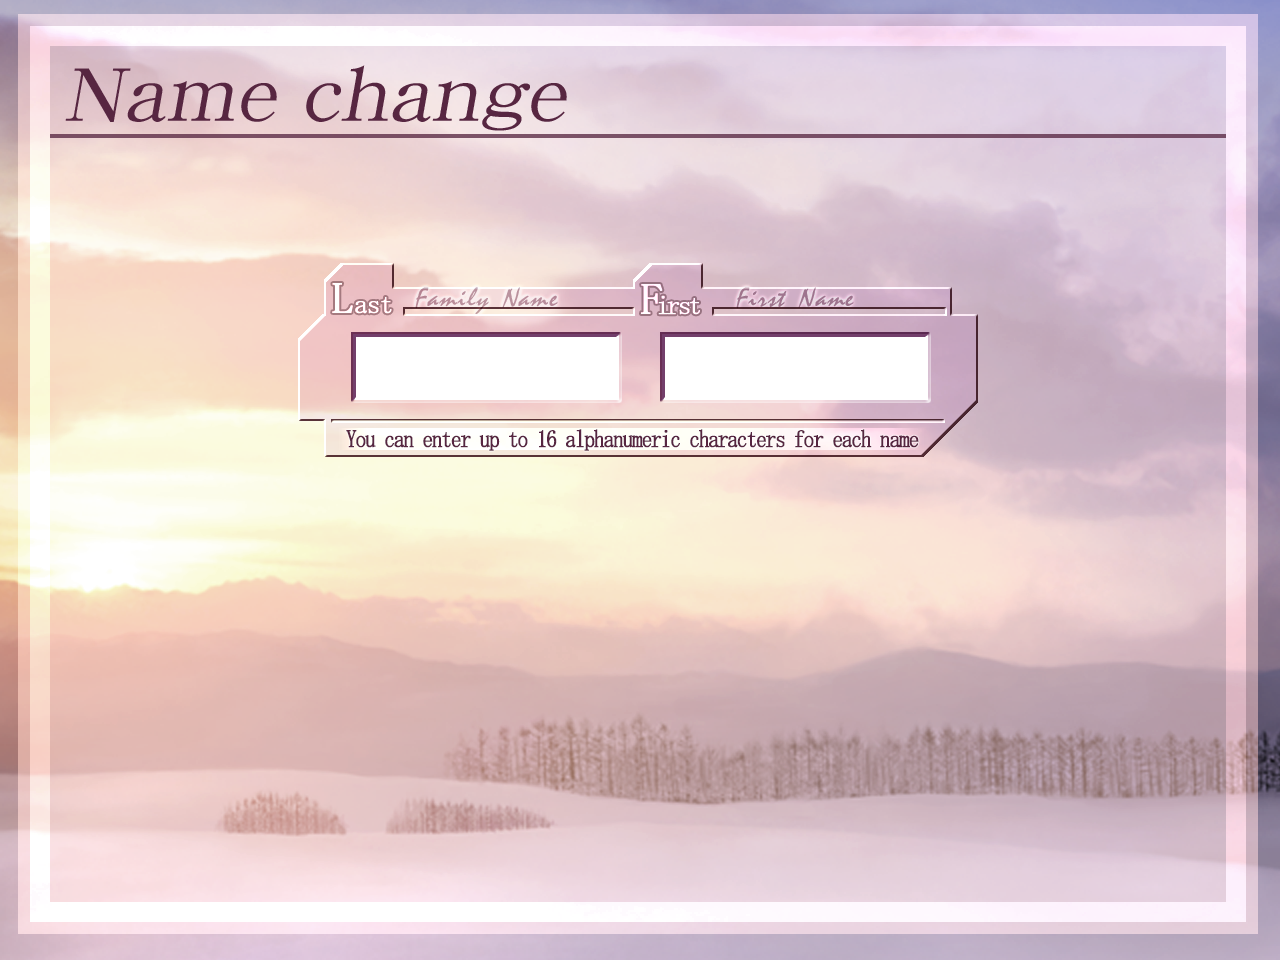 Name change
Last Family Name First First Name
You can enter up to 16 alphanumeric characters for each name